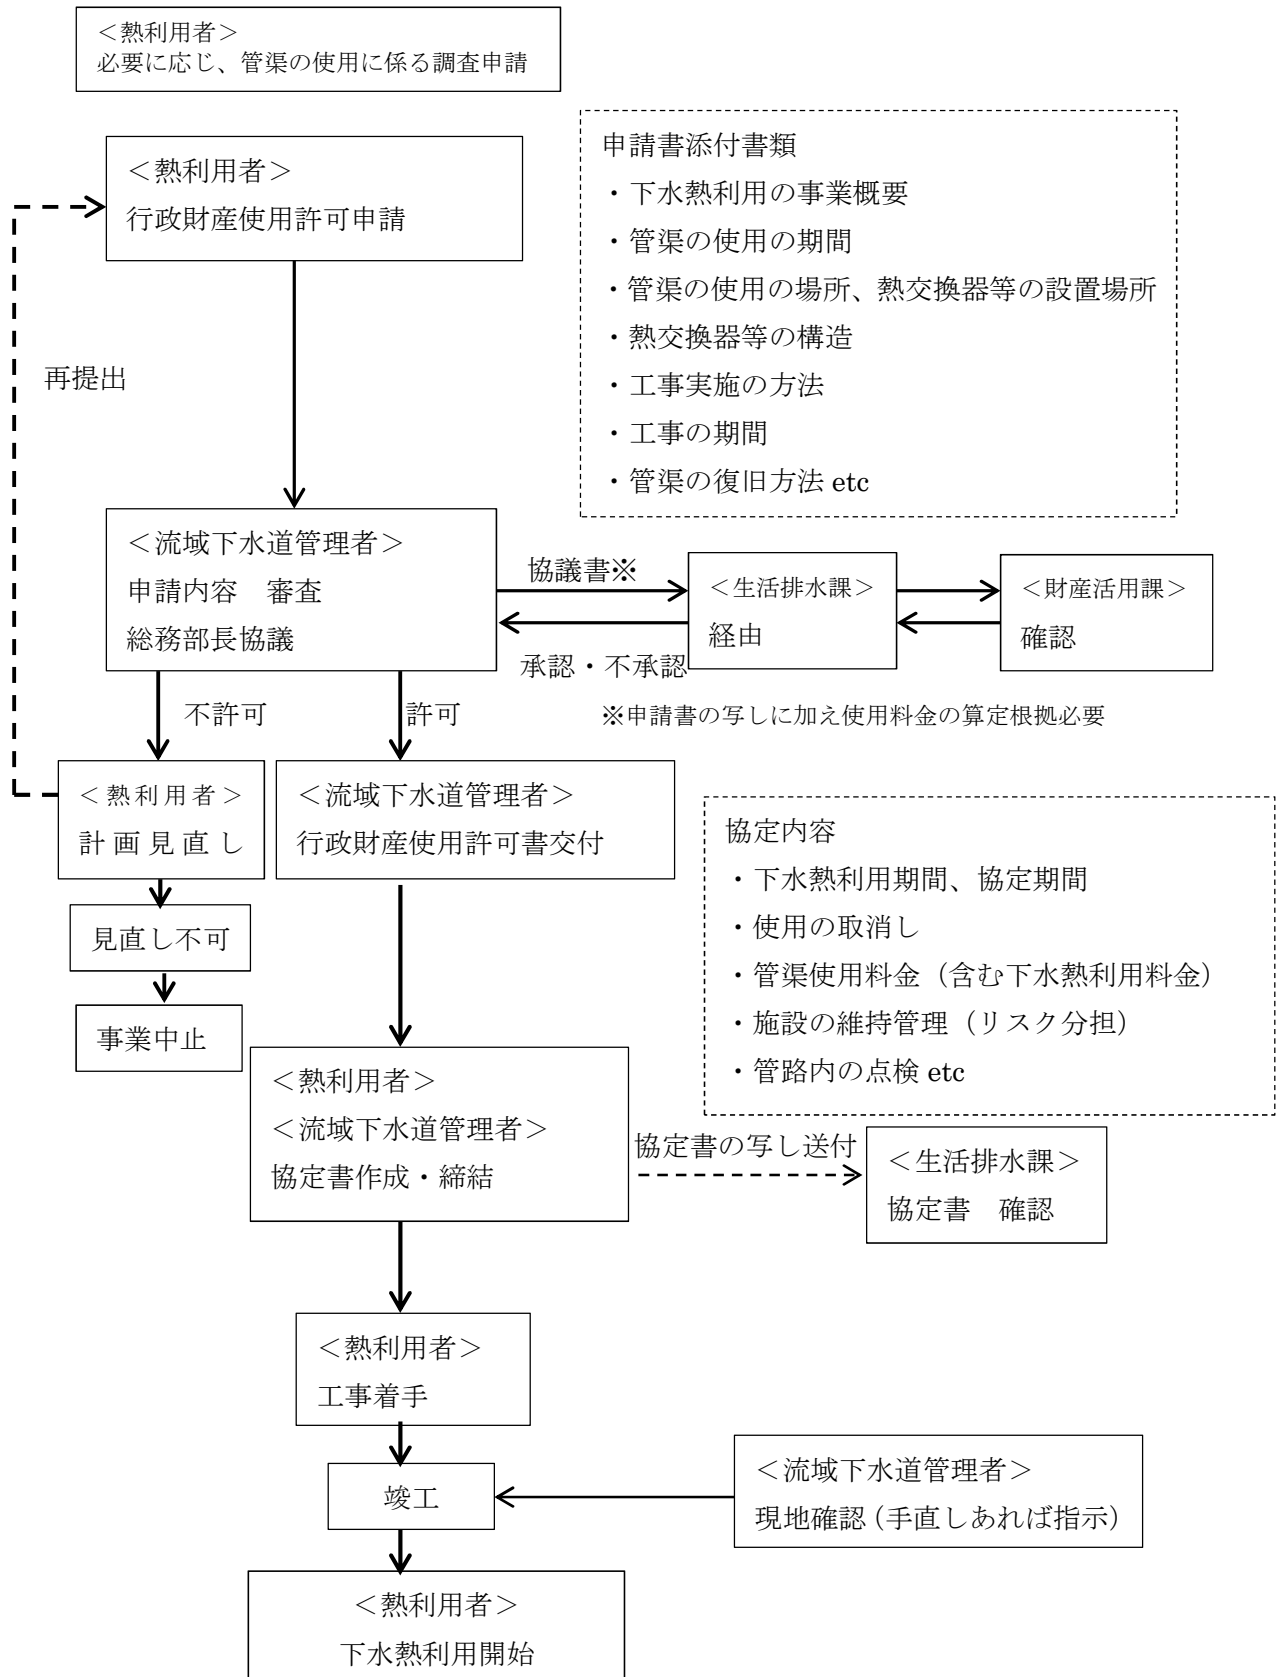 ＜熱利用者＞
必要に応じ、管渠の使用に係る調査申請
＜熱利用者＞
行政財産使用許可申請
申請書添付書類
・下水熱利用の事業概要
・管渠の使用の期間
・管渠の使用の場所、熱交換器等の設置場所
・熱交換器等の構造
・工事実施の方法
・工事の期間
・管渠の復旧方法 etc
再提出
＜流域下水道管理者＞
申請内容　審査
総務部長協議
協議書※
承認・不承認
＜生活排水課＞
経由
＜財産活用課＞
確認
※申請書の写しに加え使用料金の算定根拠必要
不許可
許可
＜熱利用者＞
計画見直し
＜流域下水道管理者＞
行政財産使用許可書交付
見直し不可
事業中止
協定内容
・下水熱利用期間、協定期間
・使用の取消し
・管渠使用料金（含む下水熱利用料金）
・施設の維持管理（リスク分担）
・管路内の点検 etc
＜熱利用者＞
＜流域下水道管理者＞
協定書作成・締結
協定書の写し送付
＜生活排水課＞
協定書　確認
＜熱利用者＞
工事着手
竣工
＜流域下水道管理者＞
現地確認（手直しあれば指示）
＜熱利用者＞
下水熱利用開始